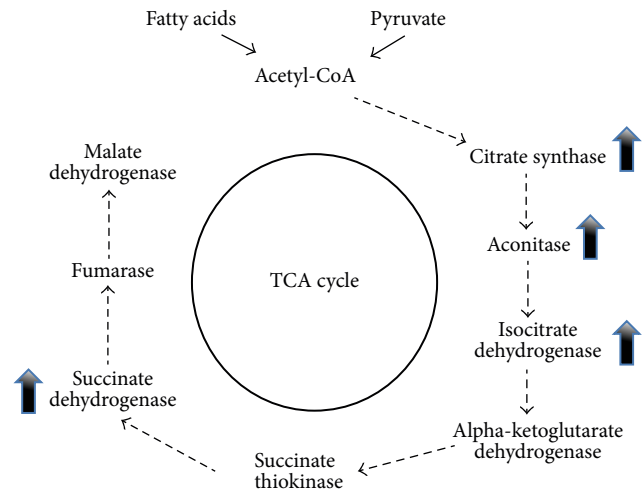 Fatty acids
Pyruvate
Acetyl-CoA
Citrate synthase
Aconitase
Isocitrate
dehydrogenase
Alpha-ketoglutarate
dehydrogenase
Succinate
thiokinase
Succinate
dehydrogenase
Fumarase
Malate
dehydrogenase
TCA cycle